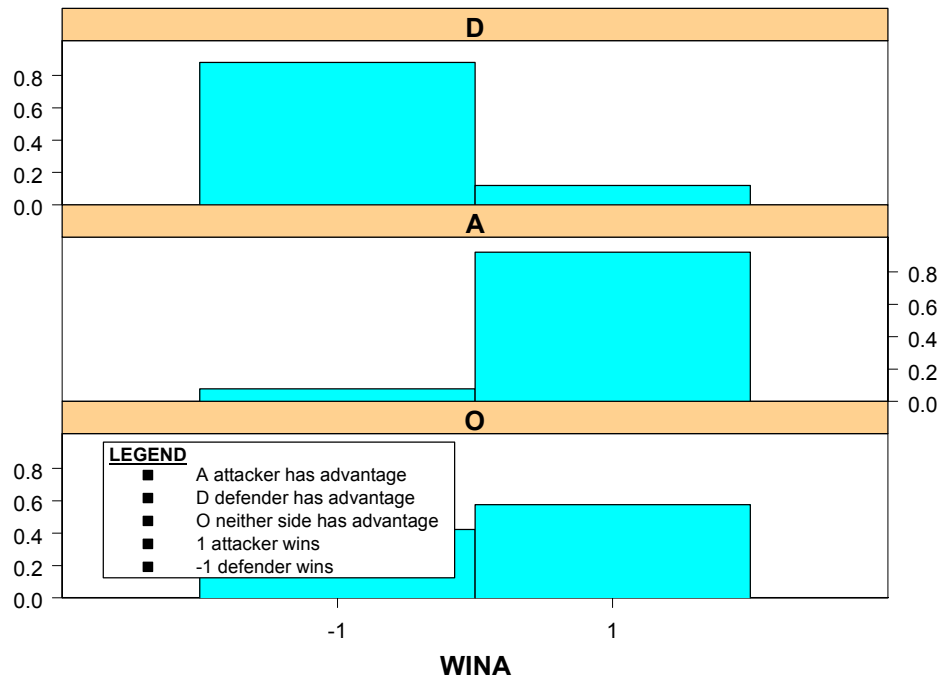 D
0.8
0.6
0.4
0.2
0.0
A
0.8
0.6
0.4
0.2
0.0
O
LEGEND
■ A attacker has advantage
■ D defender has advantage
■ O neither side has advantage
■ 1 attacker wins
■ -1 defender wins
0.8
0.6
0.4
0.2
0.0
-1 1
WINA